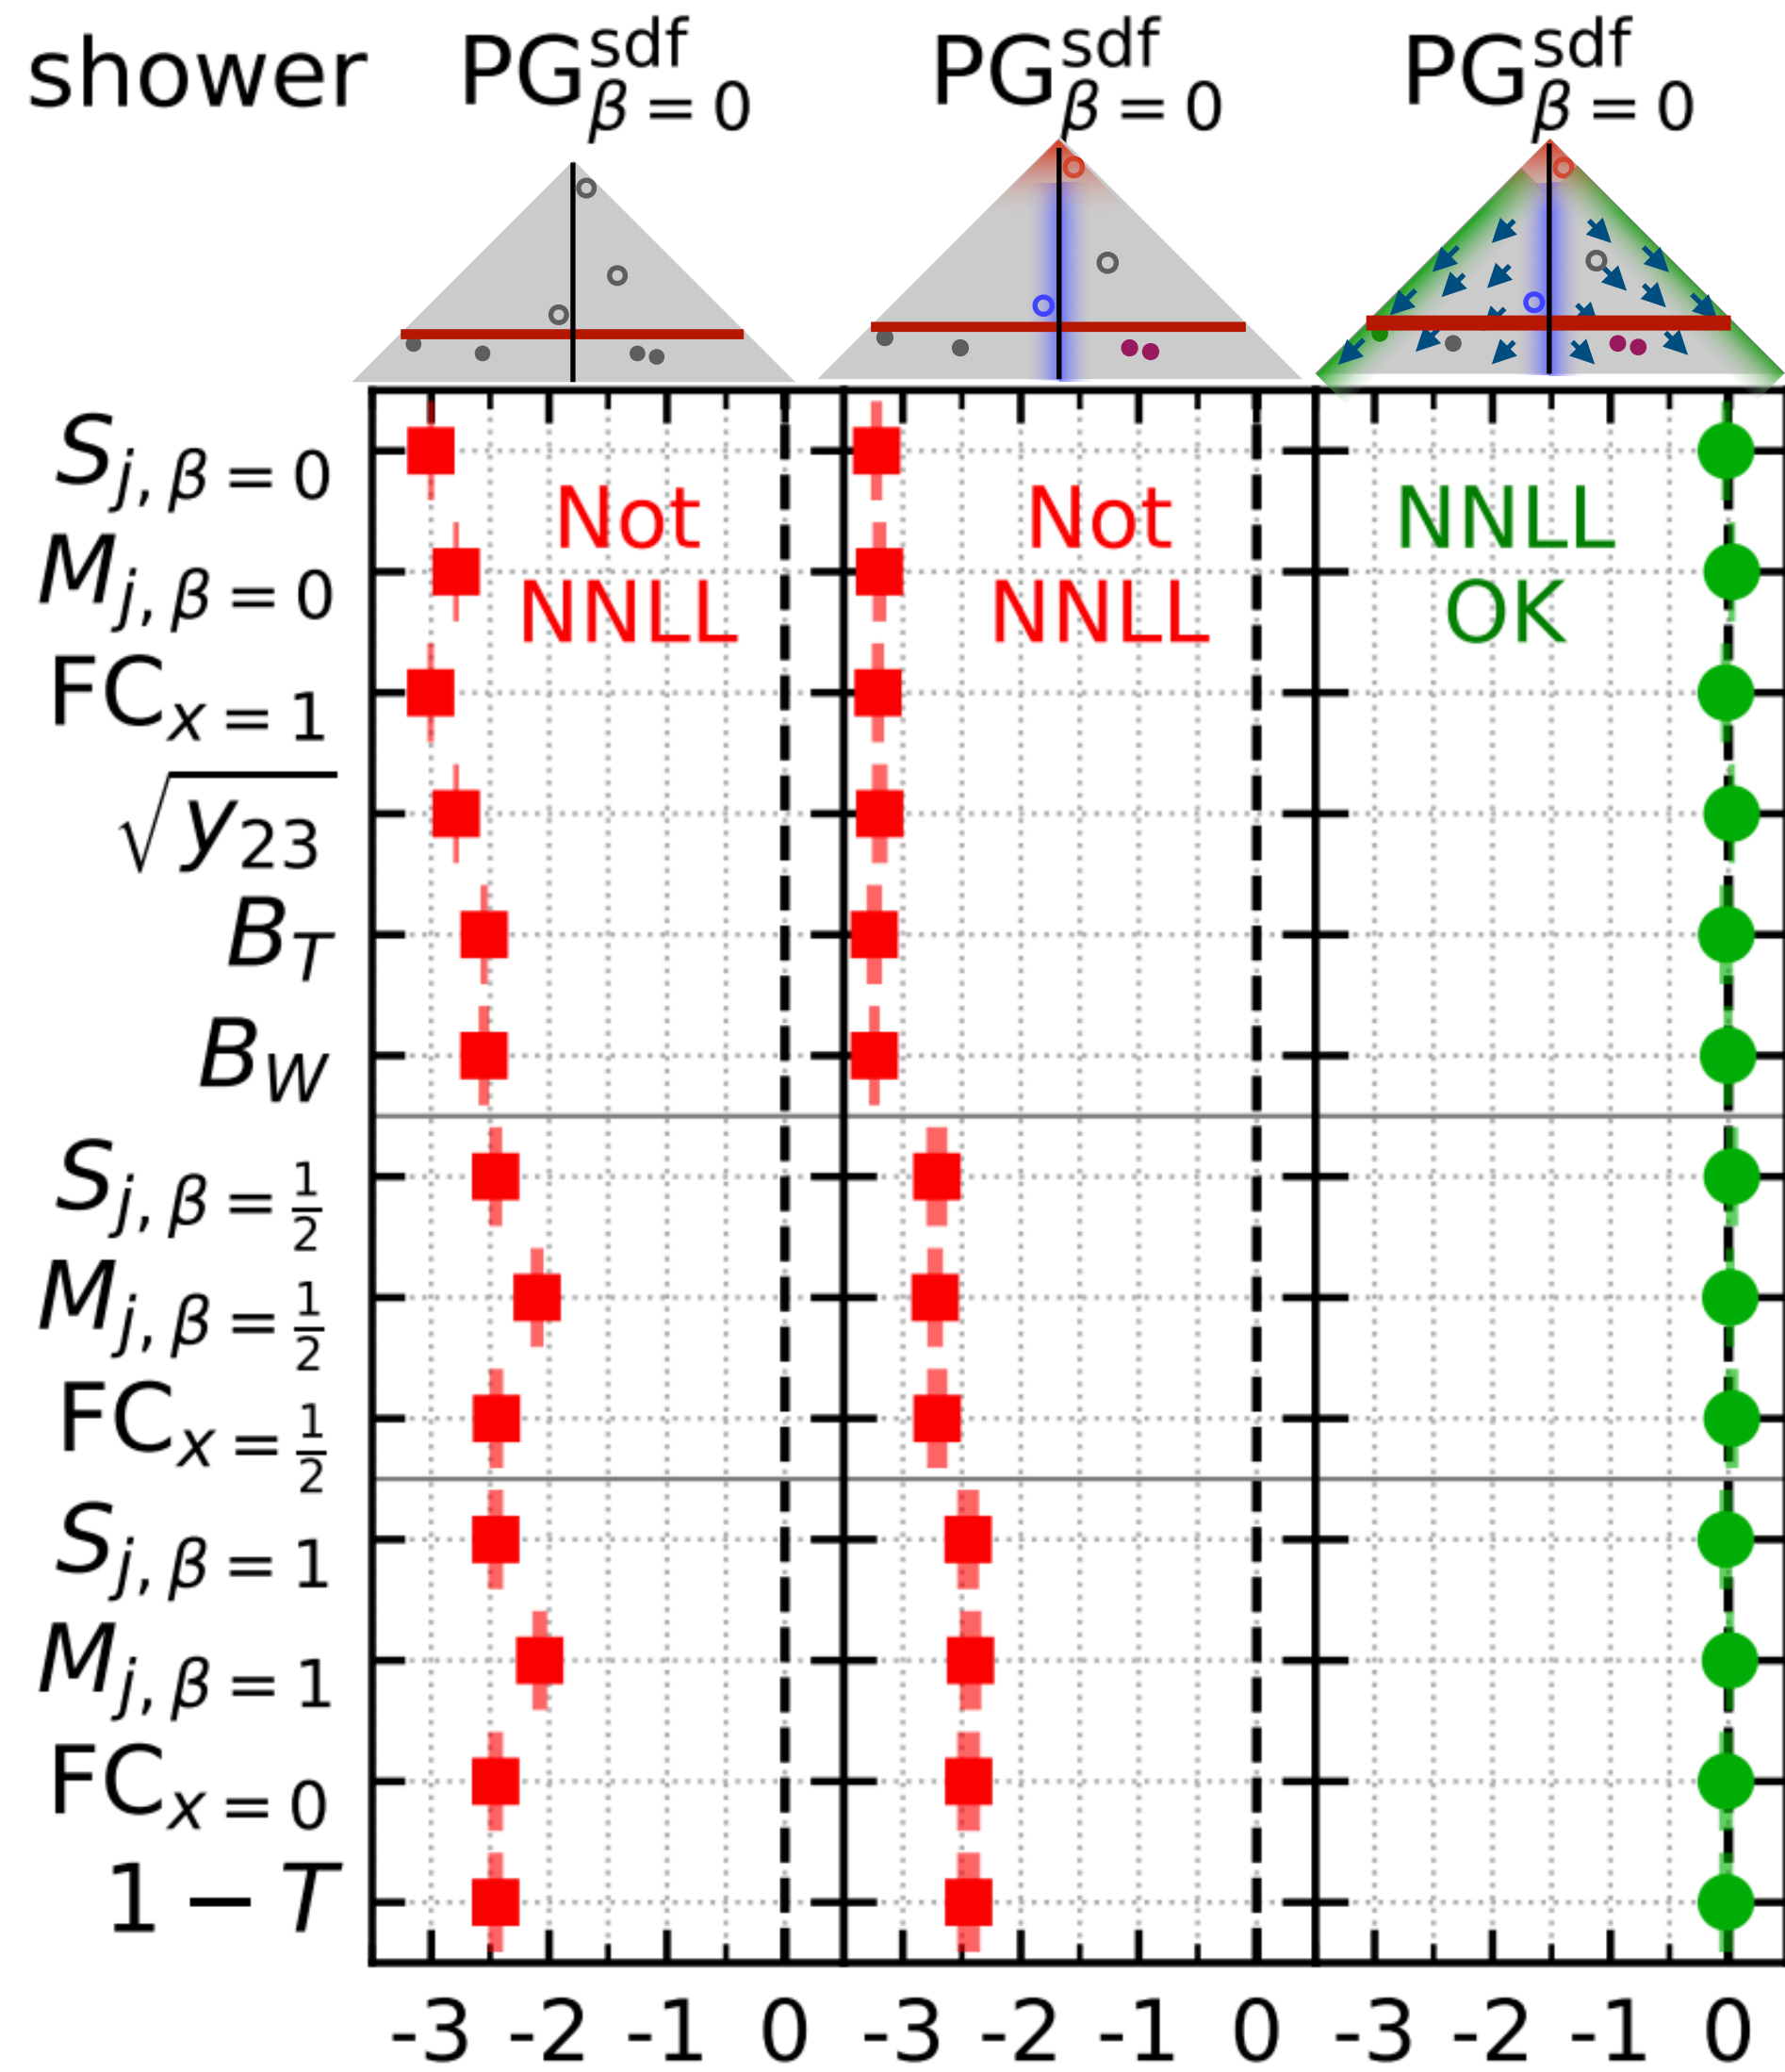 shower PG^sdf_β=0 PG^sdf_β=0 PG^sdf_β=0
S_j, β=0
Not Not NNLL
M_j, β=0
NNLL NNLL OK
FC_x=1
√y_23
B_T
B_W
S_j, β=1/2
M_j, β=1/2
FC_x=1/2
S_j, β=1
M_j, β=1
FC_x=0
1−T
-3 -2 -1 0 -3 -2 -1 0 -3 -2 -1 0